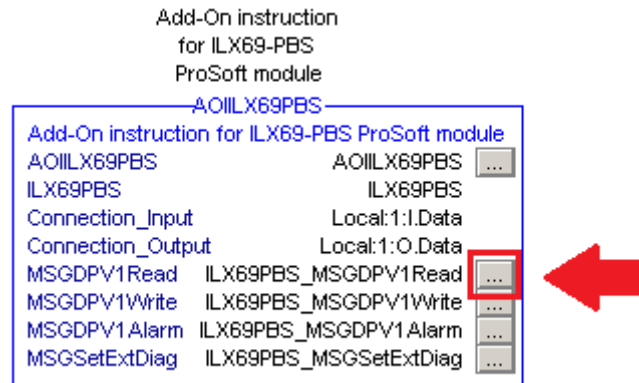 Add-On instruction
for ILX69-PBS
ProSoft module
AOIILX69PBS
Add-On instruction for ILX69-PBS ProSoft module
AOIILX69PBS AOIILX69PBS ...
ILX69PBS ILX69PBS
Connection_Input Local:1:I.Data
Connection_Output Local:1:O.Data
MSGDPV1Read ILX69PBS_MSGDPV1Read ...
MSGDPV1Write ILX69PBS_MSGDPV1Write ...
MSGDPV1Alarm ILX69PBS_MSGDPV1Alarm ...
MSGSetExtDiag ILX69PBS_MSGSetExtDiag ...